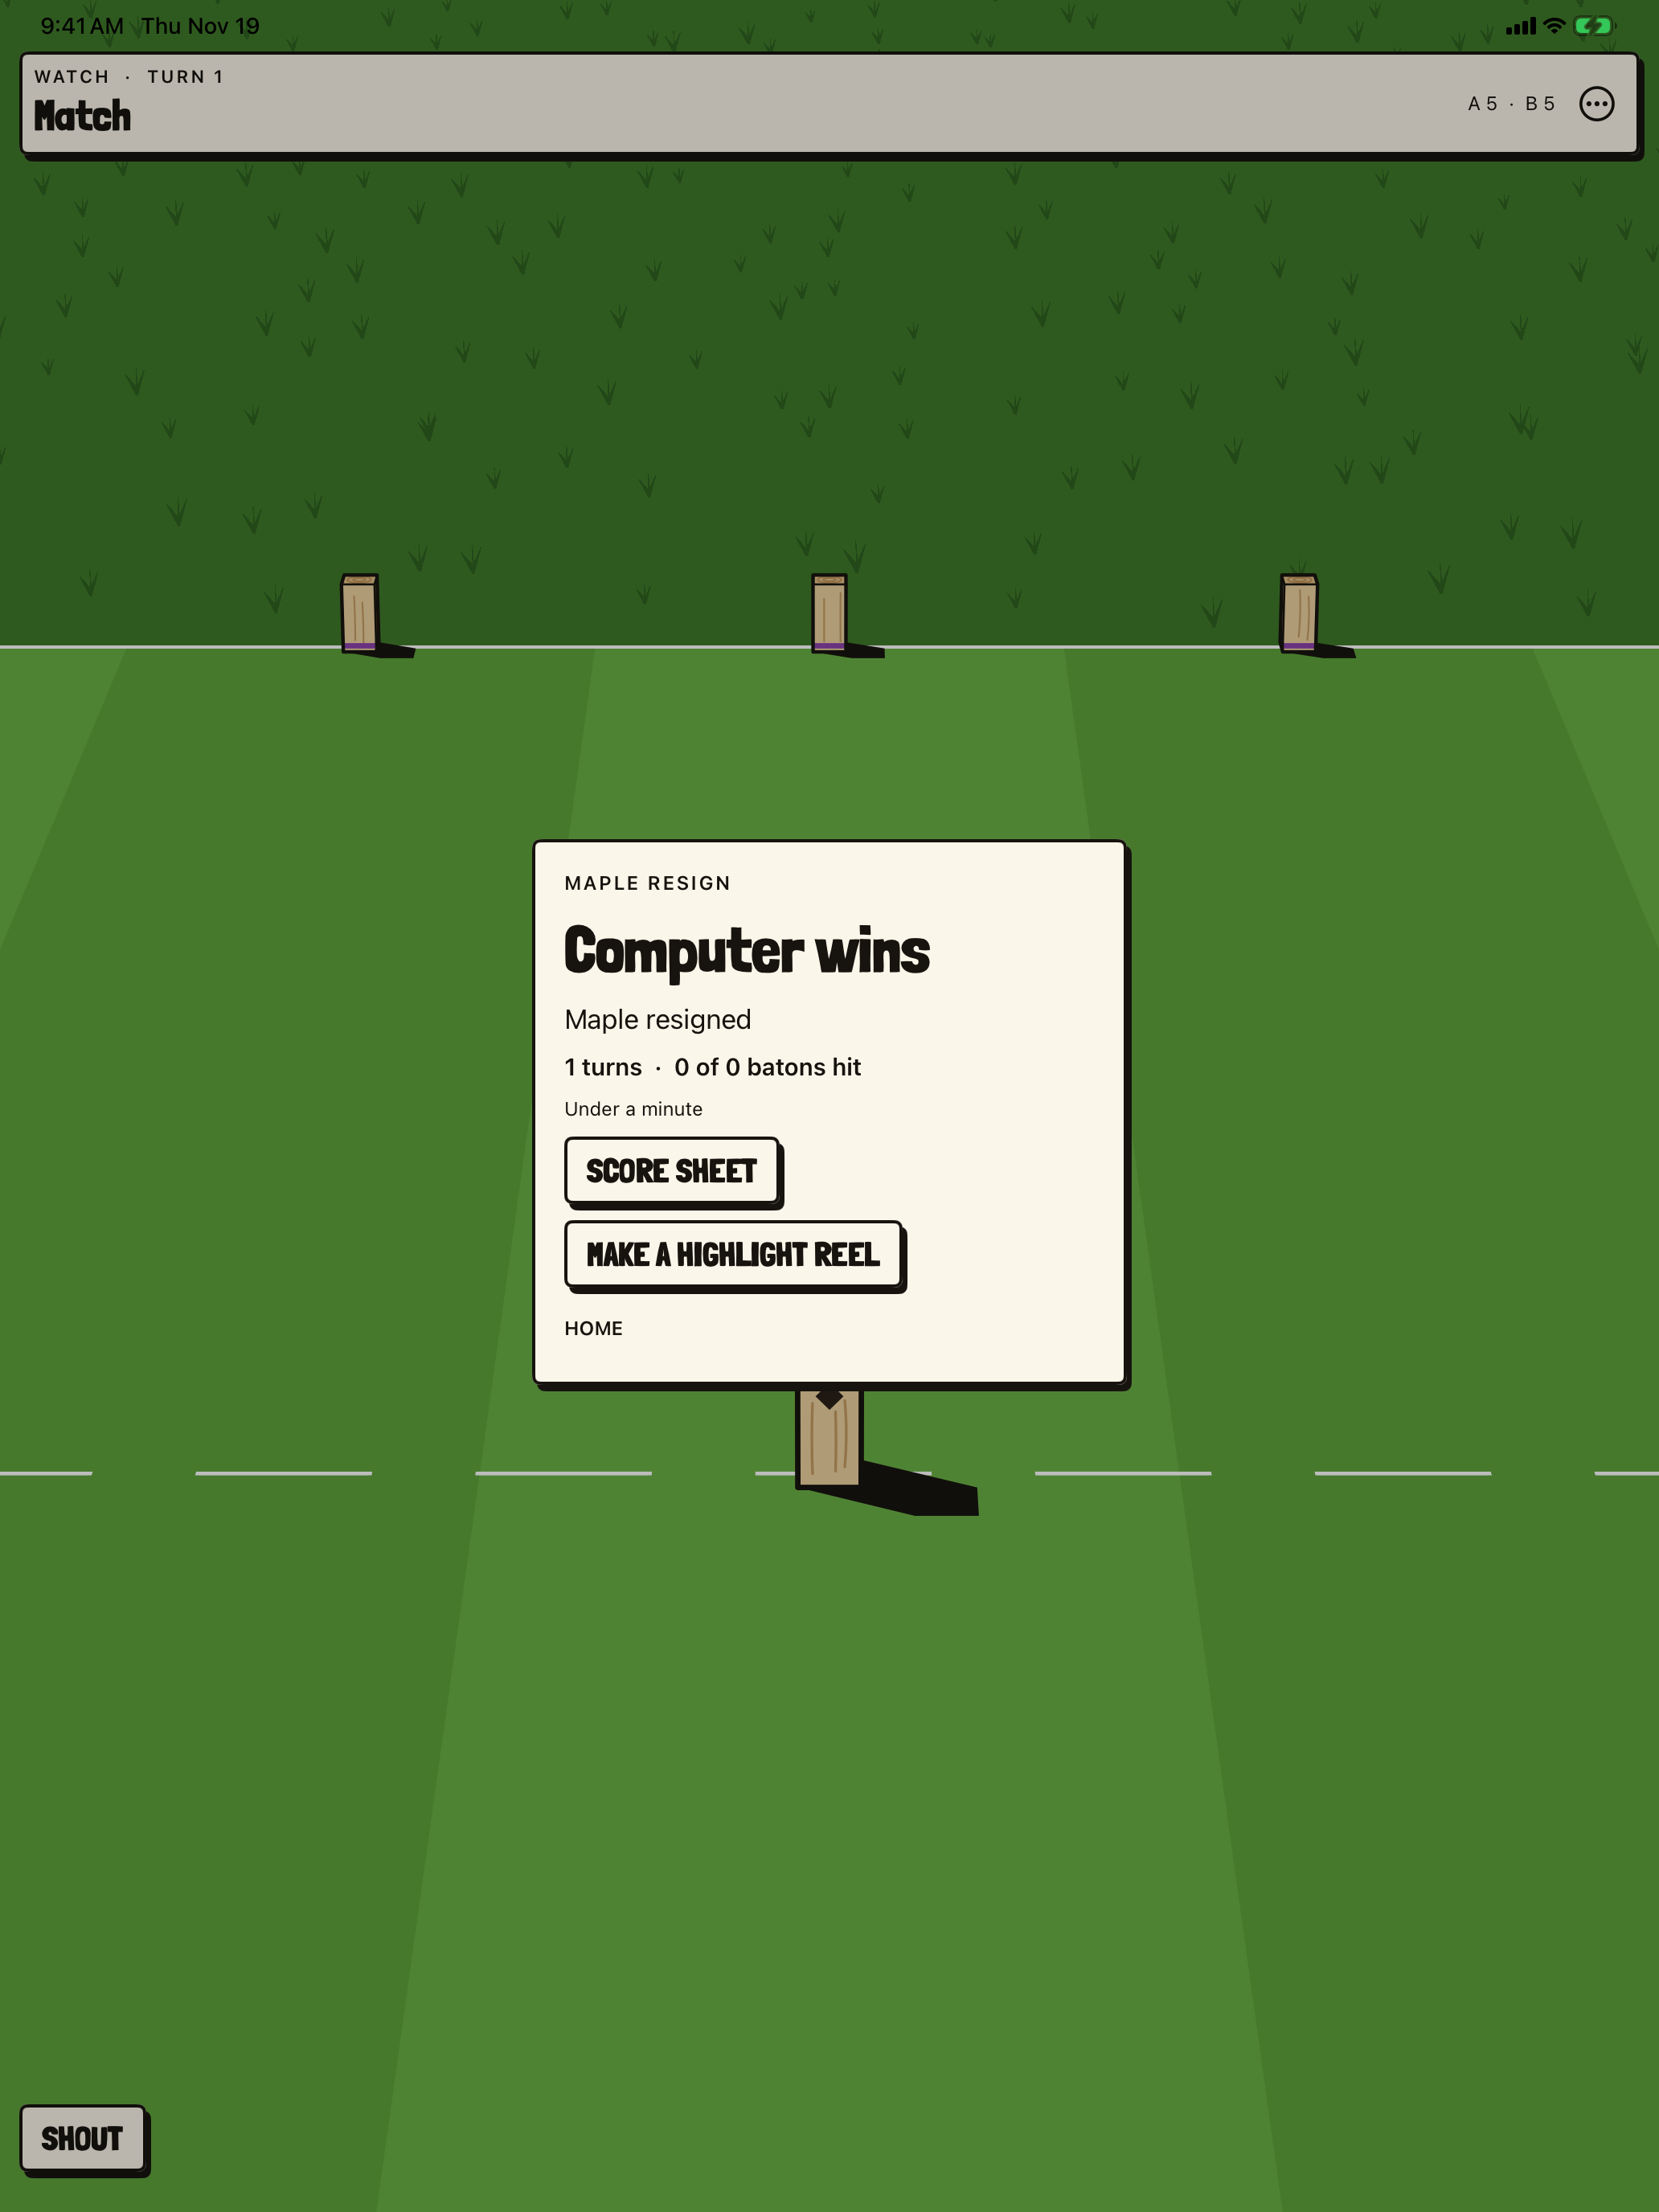 9:41 AM Thu Nov 19
WATCH · TURN 1
Match
A 5 · B 5
MAPLE RESIGN
Computer wins
Maple resigned
1 turns · 0 of 0 batons hit
Under a minute
SCORE SHEET
MAKE A HIGHLIGHT REEL
HOME
SHOUT